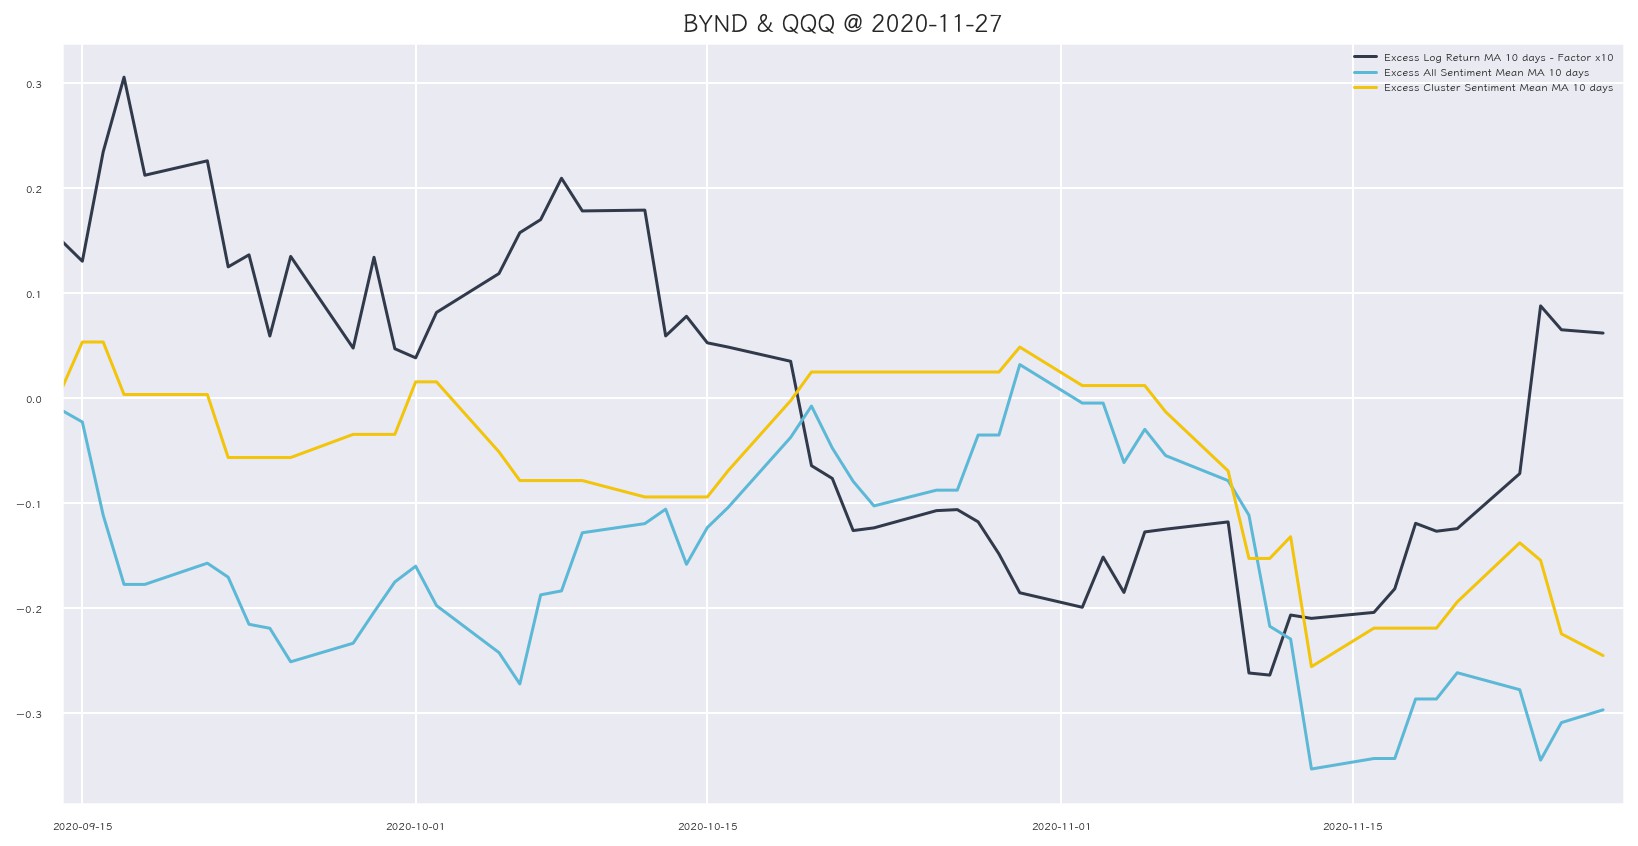 BYND & QQQ @ 2020-11-27
Excess Log Return MA 10 days - Factor x10
Excess All Sentiment Mean MA 10 days
Excess Cluster Sentiment Mean MA 10 days
0.3
0.2
0.1
0.0
−0.1
−0.2
−0.3
2020-09-15 2020-10-01 2020-10-15 2020-11-01 2020-11-15